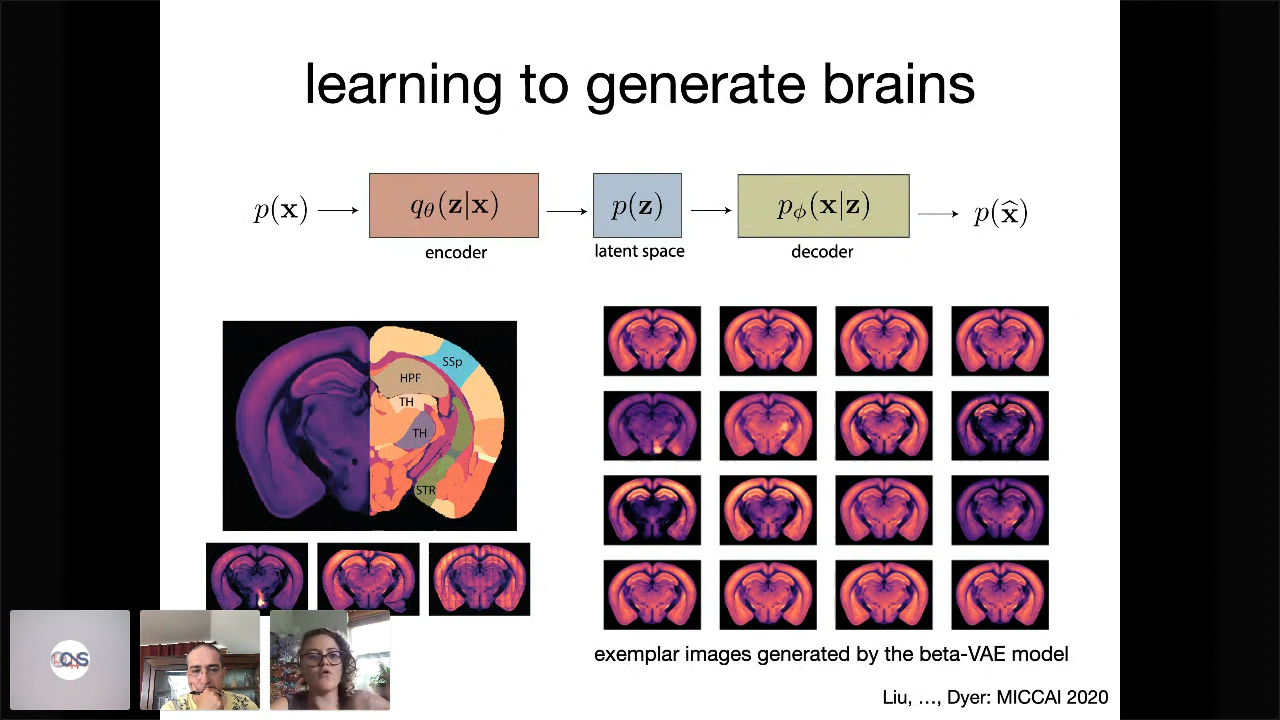 learning to generate brains
p(x) → qθ(z|x) → p(z) → pϕ(x|z) → p(x̂)
encoder latent space decoder
SSp
HPF
TH
TH
STR
exemplar images generated by the beta-VAE model
Liu, ..., Dyer: MICCAI 2020